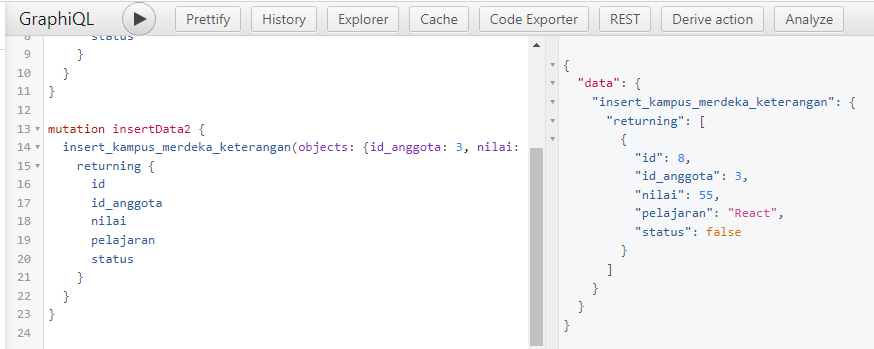 GraphiQL Prettify History Explorer Cache Code Exporter REST Derive action Analyze
8 status
9 }
10 }
11 }
12
13 mutation insertData2 {
14 insert_kampus_merdeka_keterangan(objects: {id_anggota: 3, nilai:
15 returning {
16 id
17 id_anggota
18 nilai
19 pelajaran
20 status
21 }
22 }
23 }
24
{
"data": {
"insert_kampus_merdeka_keterangan": {
"returning": [
{
"id": 8,
"id_anggota": 3,
"nilai": 55,
"pelajaran": "React",
"status": false
}
]
}
}
}